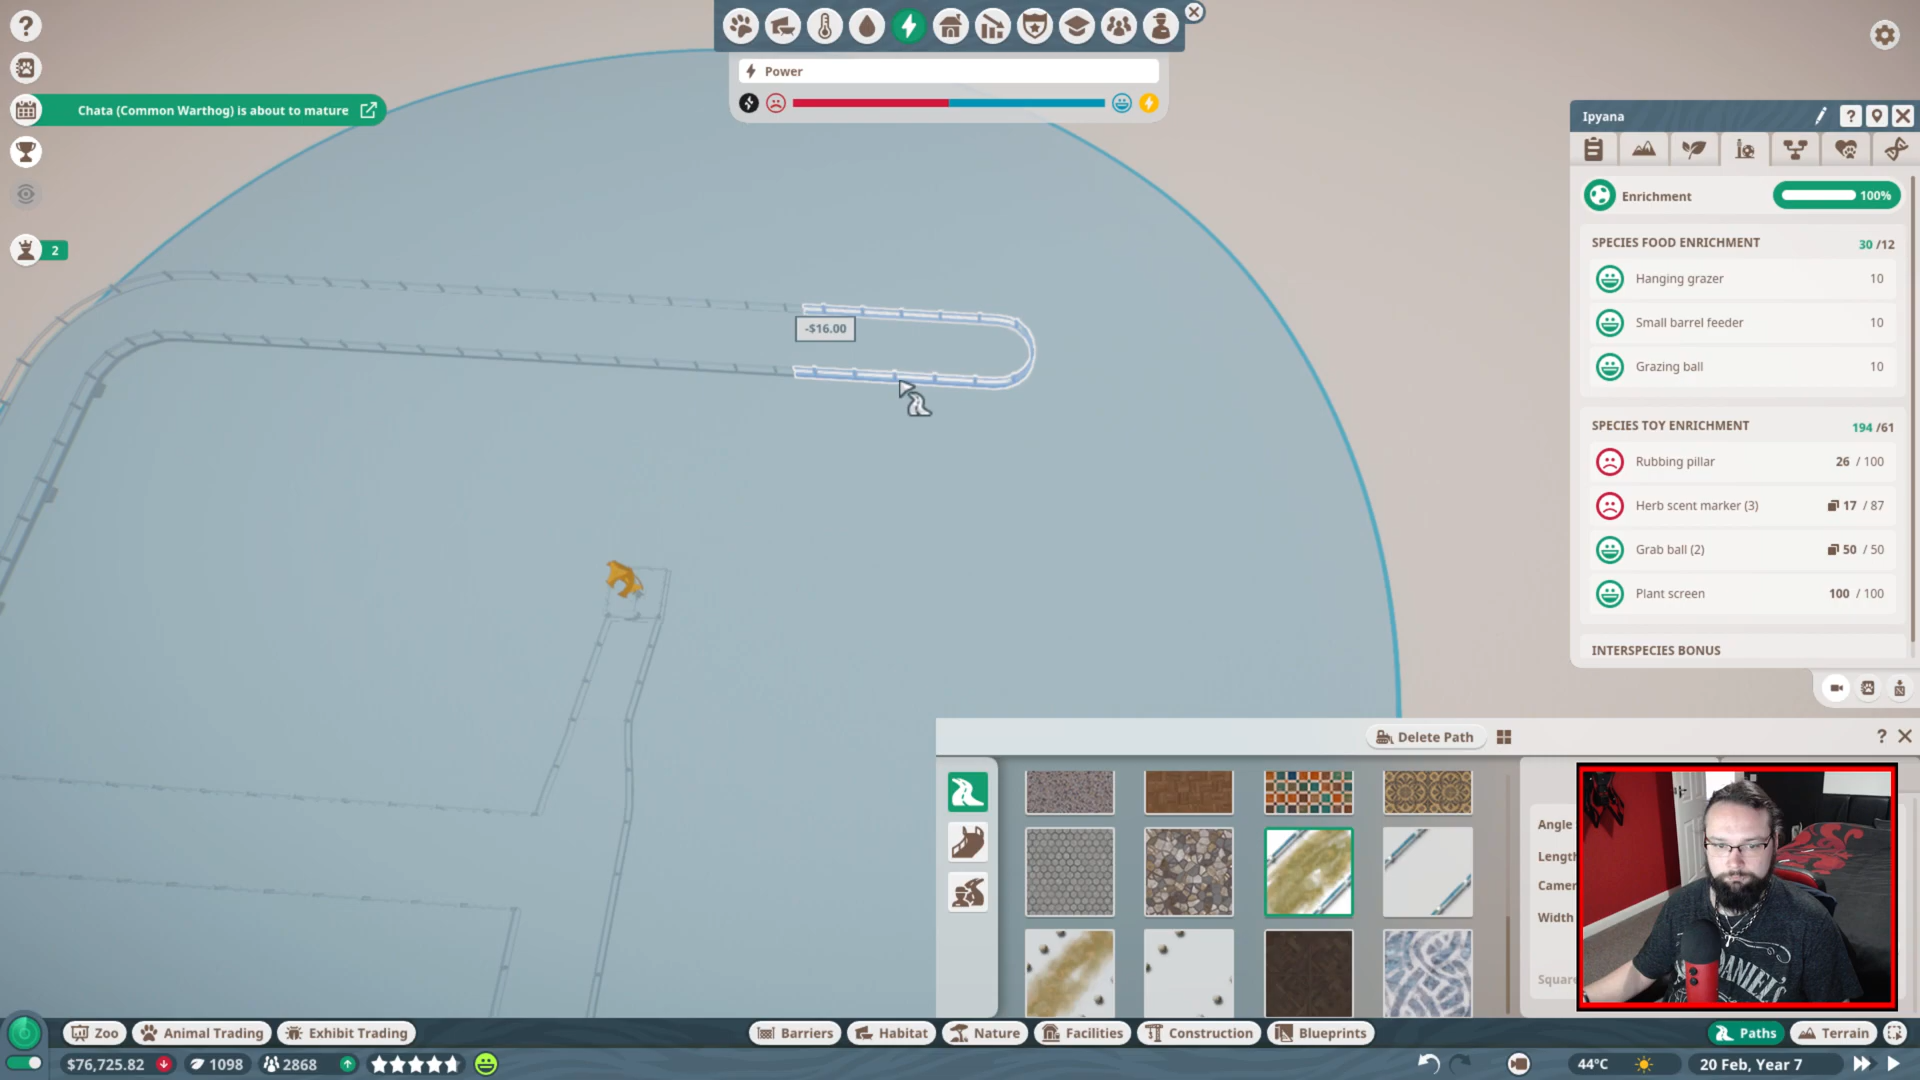 ?
Power
Chata (Common Warthog) is about to mature
2
-$16.00
Ipyana
?
Enrichment
100%
SPECIES FOOD ENRICHMENT
30 /12
Hanging grazer
10
Small barrel feeder
10
Grazing ball
10
SPECIES TOY ENRICHMENT
194 /61
Rubbing pillar
26 / 100
Herb scent marker (3)
17 / 87
Grab ball (2)
50 / 50
Plant screen
100 / 100
INTERSPECIES BONUS
Delete Path
?
Angle
Length
Camer
Width
Square
Zoo
Animal Trading
Exhibit Trading
Barriers
Habitat
Nature
Facilities
Construction
Blueprints
Paths
Terrain
$76,725.82
1098
2868
44°C
20 Feb, Year 7